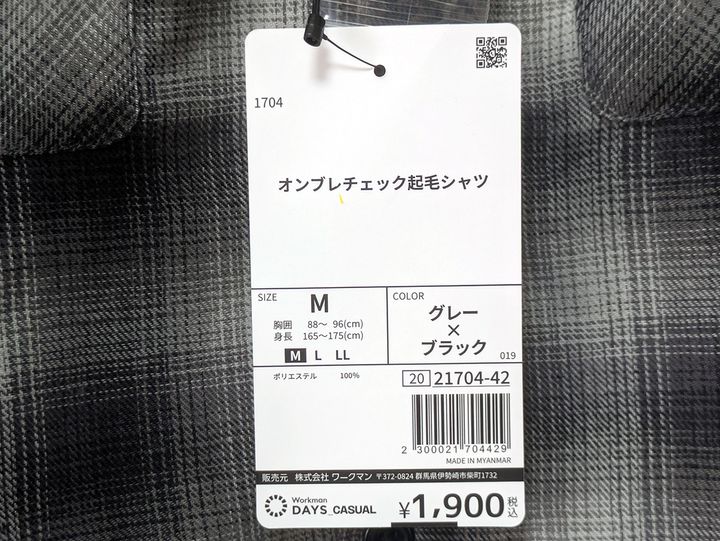 1704
オンブレチェック起毛シャツ
SIZE M
胸囲 88〜 96(cm)
身長 165〜175(cm)
M L LL
COLOR
グレー
×
ブラック
019
ポリエステル 100%
20 21704-42
2 300021 704429
MADE IN MYANMAR
販売元 株式会社 ワークマン 〒372-0824 群馬県伊勢崎市柴町1732
Workman
DAYS_CASUAL
¥1,900税込